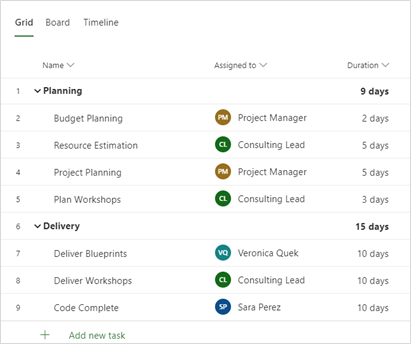 Grid Board Timeline
Name Assigned to Duration
1 Planning 9 days
2 Budget Planning PM Project Manager 2 days
3 Resource Estimation CL Consulting Lead 5 days
4 Project Planning PM Project Manager 5 days
5 Plan Workshops CL Consulting Lead 3 days
6 Delivery 15 days
7 Deliver Blueprints VQ Veronica Quek 10 days
8 Deliver Workshops CL Consulting Lead 10 days
9 Code Complete SP Sara Perez 10 days
Add new task